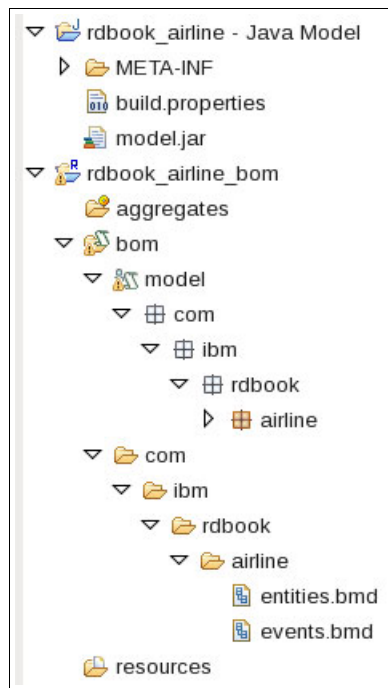 rdbook_airline - Java Model
META-INF
build.properties
model.jar
rdbook_airline_bom
aggregates
bom
model
com
ibm
rdbook
airline
com
ibm
rdbook
airline
entities.bmd
events.bmd
resources